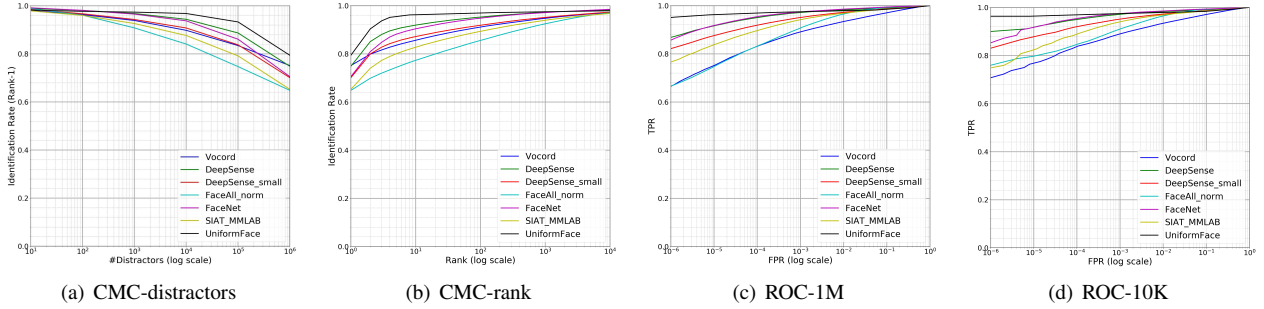 1.0
0.8
0.6
0.4
0.2
0.0
Identification Rate (Rank-1)
Vocord
DeepSense
DeepSense_small
FaceAll_norm
FaceNet
SIAT_MMLAB
UniformFace
10^1 10^2 10^3 10^4 10^5 10^6
#Distractors (log scale)
(a) CMC-distractors
1.0
0.8
0.6
0.4
0.2
0.0
Identification Rate
Vocord
DeepSense
DeepSense_small
FaceAll_norm
FaceNet
SIAT_MMLAB
UniformFace
10^0 10^1 10^2 10^3 10^4
Rank (log scale)
(b) CMC-rank
1.0
0.8
0.6
0.4
0.2
0.0
TPR
Vocord
DeepSense
DeepSense_small
FaceAll_norm
FaceNet
SIAT_MMLAB
UniformFace
10^-6 10^-5 10^-4 10^-3 10^-2 10^-1 10^0
FPR (log scale)
(c) ROC-1M
1.0
0.8
0.6
0.4
0.2
0.0
TPR
Vocord
DeepSense
DeepSense_small
FaceAll_norm
FaceNet
SIAT_MMLAB
UniformFace
10^-6 10^-5 10^-4 10^-3 10^-2 10^-1 10^0
FPR (log scale)
(d) ROC-10K